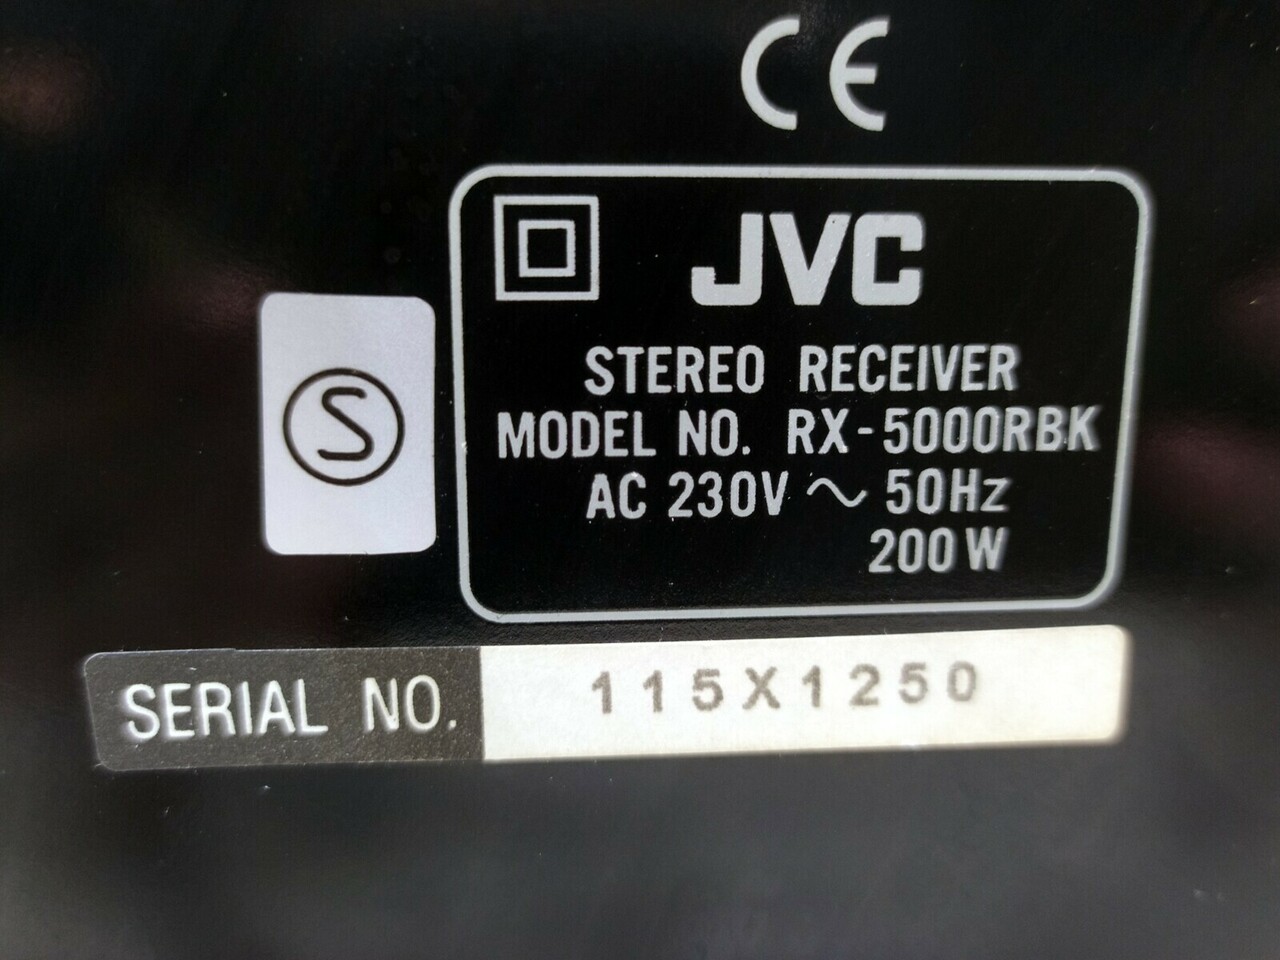 CE
JVC
STEREO RECEIVER
MODEL NO. RX-5000RBK
AC 230V ~ 50Hz
200 W
S
SERIAL NO. 115X1250